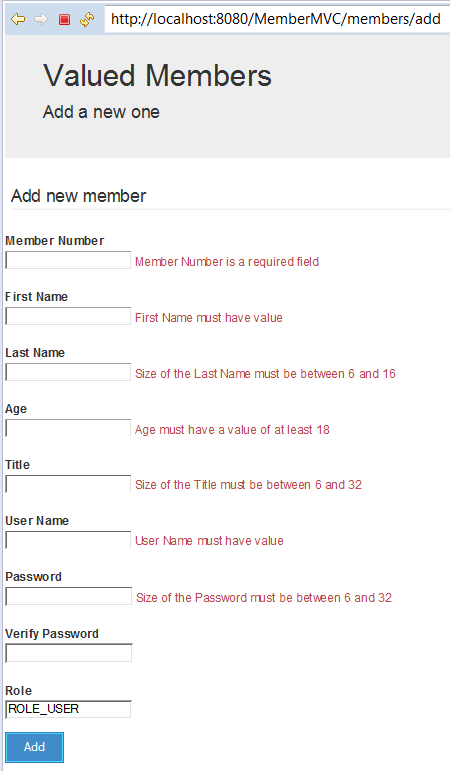 http://localhost:8080/MemberMVC/members/add
Valued Members
Add a new one
Add new member
Member Number
Member Number is a required field
First Name
First Name must have value
Last Name
Size of the Last Name must be between 6 and 16
Age
Age must have a value of at least 18
Title
Size of the Title must be between 6 and 32
User Name
User Name must have value
Password
Size of the Password must be between 6 and 32
Verify Password
Role
ROLE_USER
Add